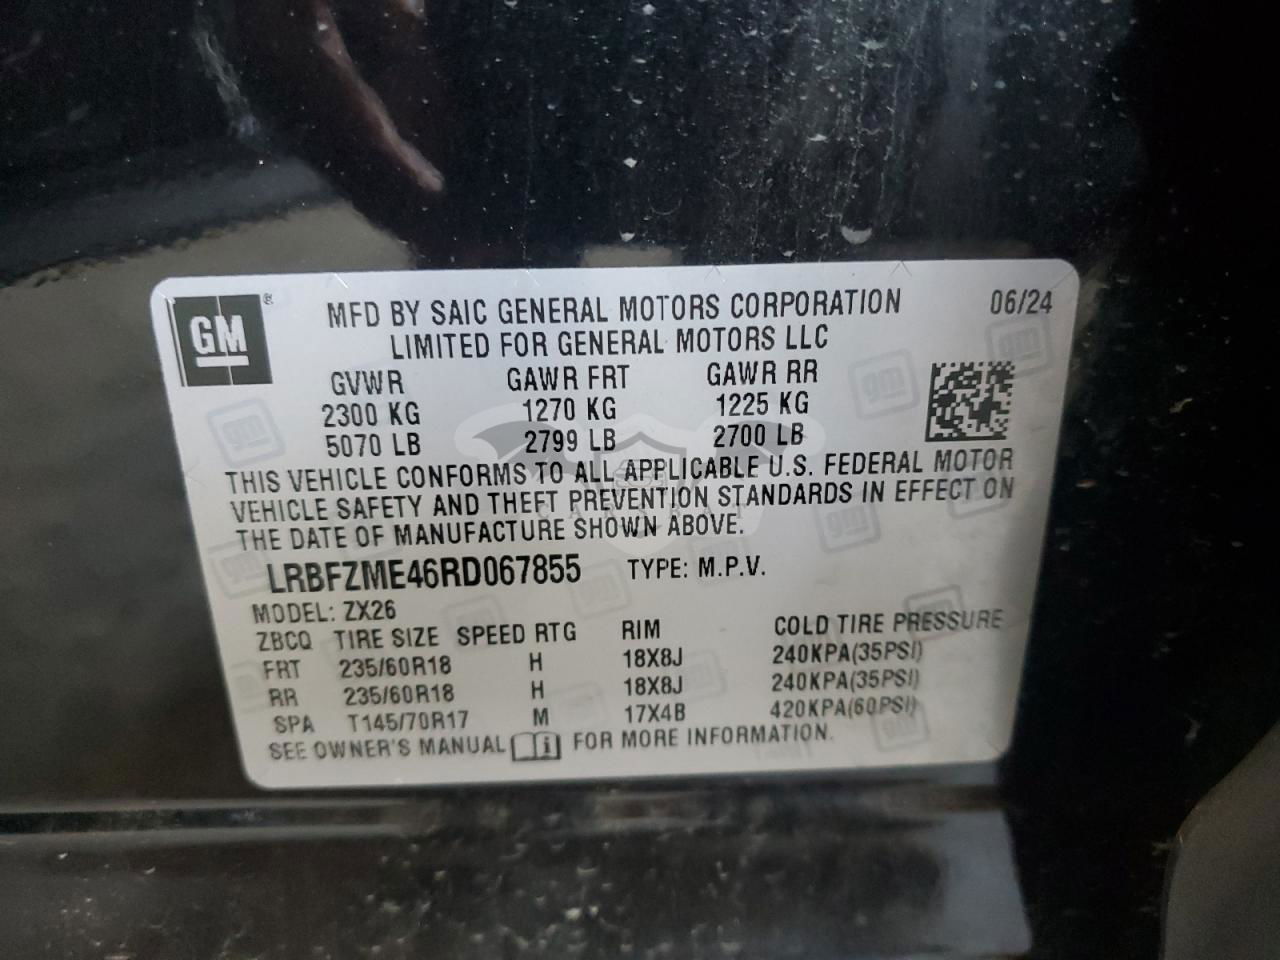 GM®
MFD BY SAIC GENERAL MOTORS CORPORATION 06/24
LIMITED FOR GENERAL MOTORS LLC
GVWR GAWR FRT GAWR RR
2300 KG 1270 KG 1225 KG
5070 LB 2799 LB 2700 LB
THIS VEHICLE CONFORMS TO ALL APPLICABLE U.S. FEDERAL MOTOR
VEHICLE SAFETY AND THEFT PREVENTION STANDARDS IN EFFECT ON
THE DATE OF MANUFACTURE SHOWN ABOVE.
LRBFZME46RD067855 TYPE: M.P.V.
MODEL: ZX26
ZBCQ TIRE SIZE SPEED RTG RIM COLD TIRE PRESSURE
FRT 235/60R18 H 18X8J 240KPA(35PSI)
RR 235/60R18 H 18X8J 240KPA(35PSI)
SPA T145/70R17 M 17X4B 420KPA(60PSI)
SEE OWNER'S MANUAL FOR MORE INFORMATION.